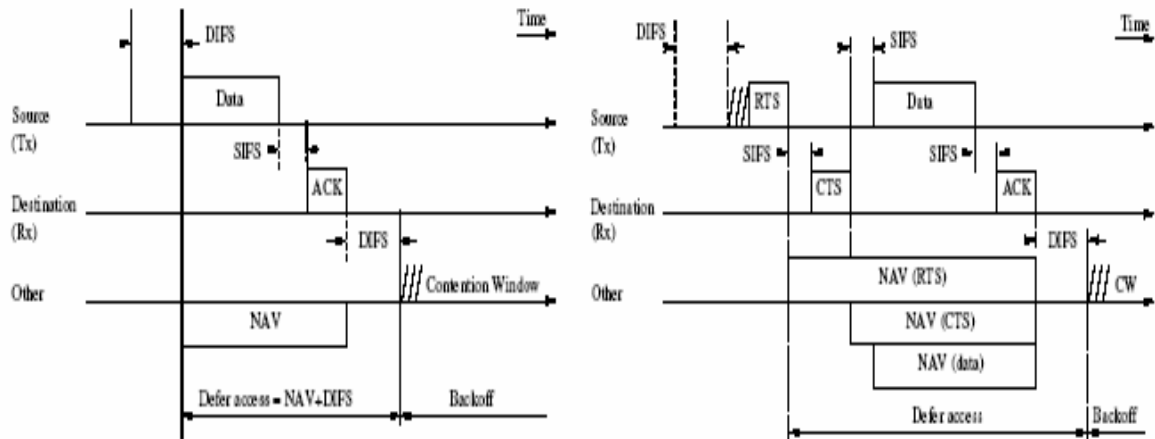 Time
DIFS
Data
Source
(Tx)
SIFS
ACK
Destination
(Rx)
DIFS
Contention Window
Other
NAV
Defer access = NAV+DIFS
Backoff
Time
DIFS
SIFS
RTS
Data
Source
(Tx)
SIFS
SIFS
CTS
ACK
Destination
(Rx)
DIFS
NAV (RTS)
CW
Other
NAV (CTS)
NAV (data)
Defer access
Backoff